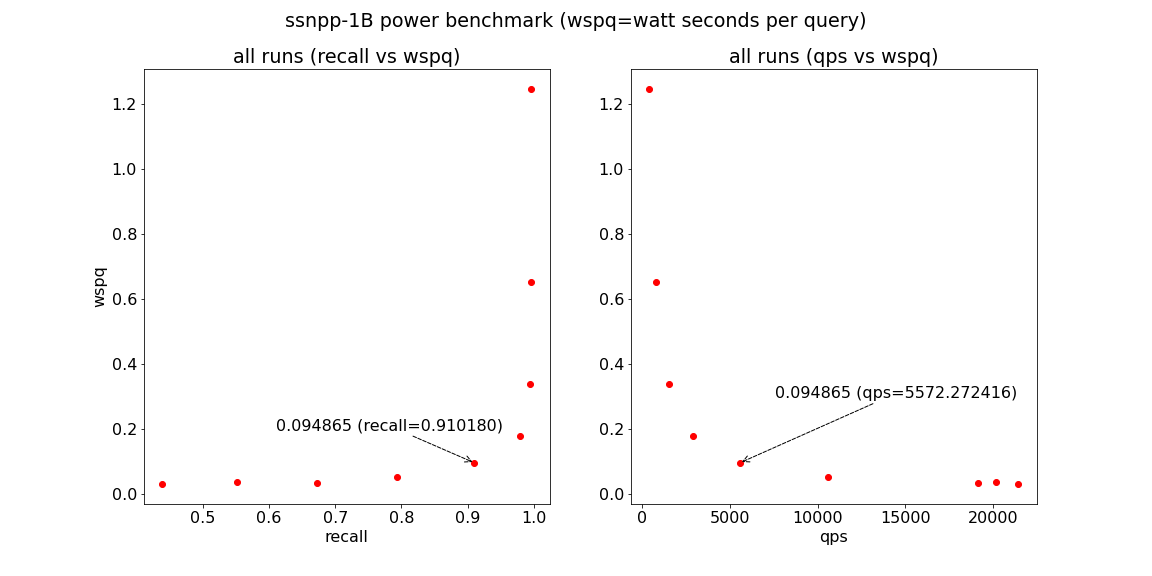 ssnpp-1B power benchmark (wspq=watt seconds per query)
all runs (recall vs wspq)
1.2
1.0
0.8
0.6
0.4
0.2
0.0
wspq
0.094865 (recall=0.910180)
0.5 0.6 0.7 0.8 0.9 1.0
recall
all runs (qps vs wspq)
1.2
1.0
0.8
0.6
0.4
0.2
0.0
0.094865 (qps=5572.272416)
0 5000 10000 15000 20000
qps